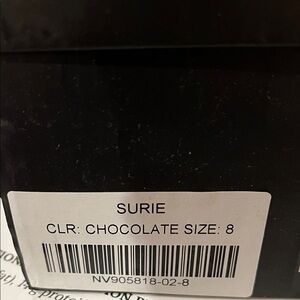 SURIE
CLR: CHOCOLATE SIZE: 8
NV905818-02-8